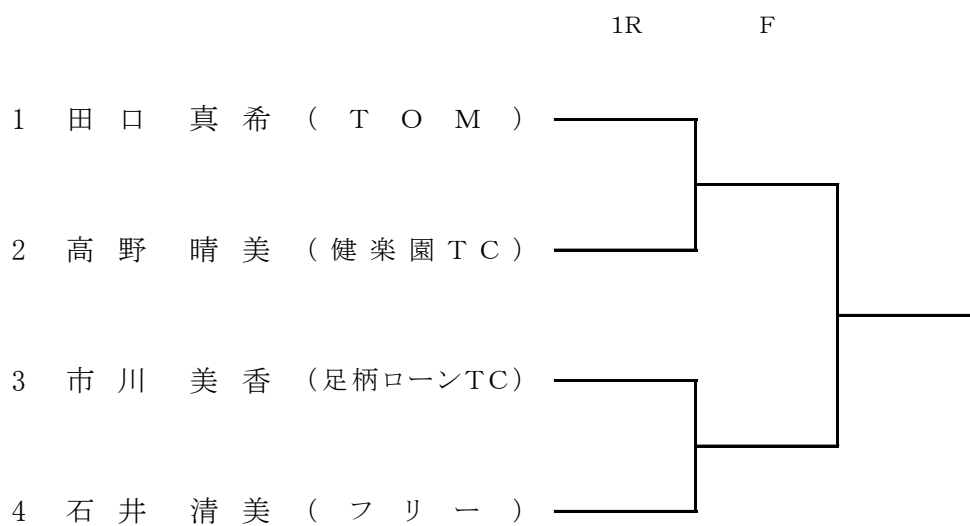 1R F
1 田口 真希 (TOM)
2 高野 晴美 (健楽園TC)
3 市川 美香 (足柄ローンTC)
4 石井 清美 (フリー)